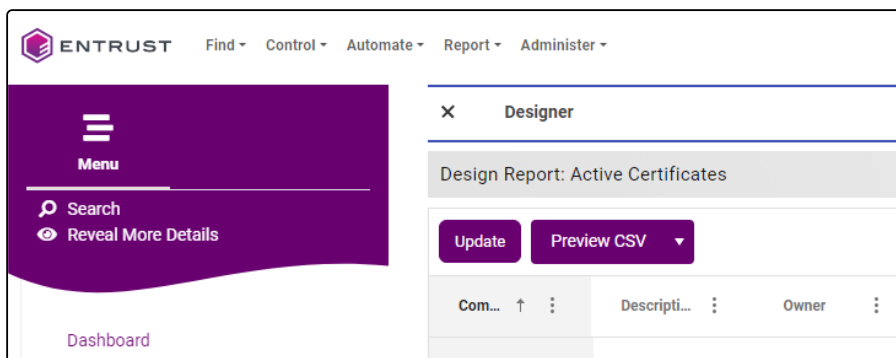 ENTRUST Find Control Automate Report Administer
Menu
Search
Reveal More Details
Dashboard
Designer
Design Report: Active Certificates
Update Preview CSV
Com... Descripti... Owner